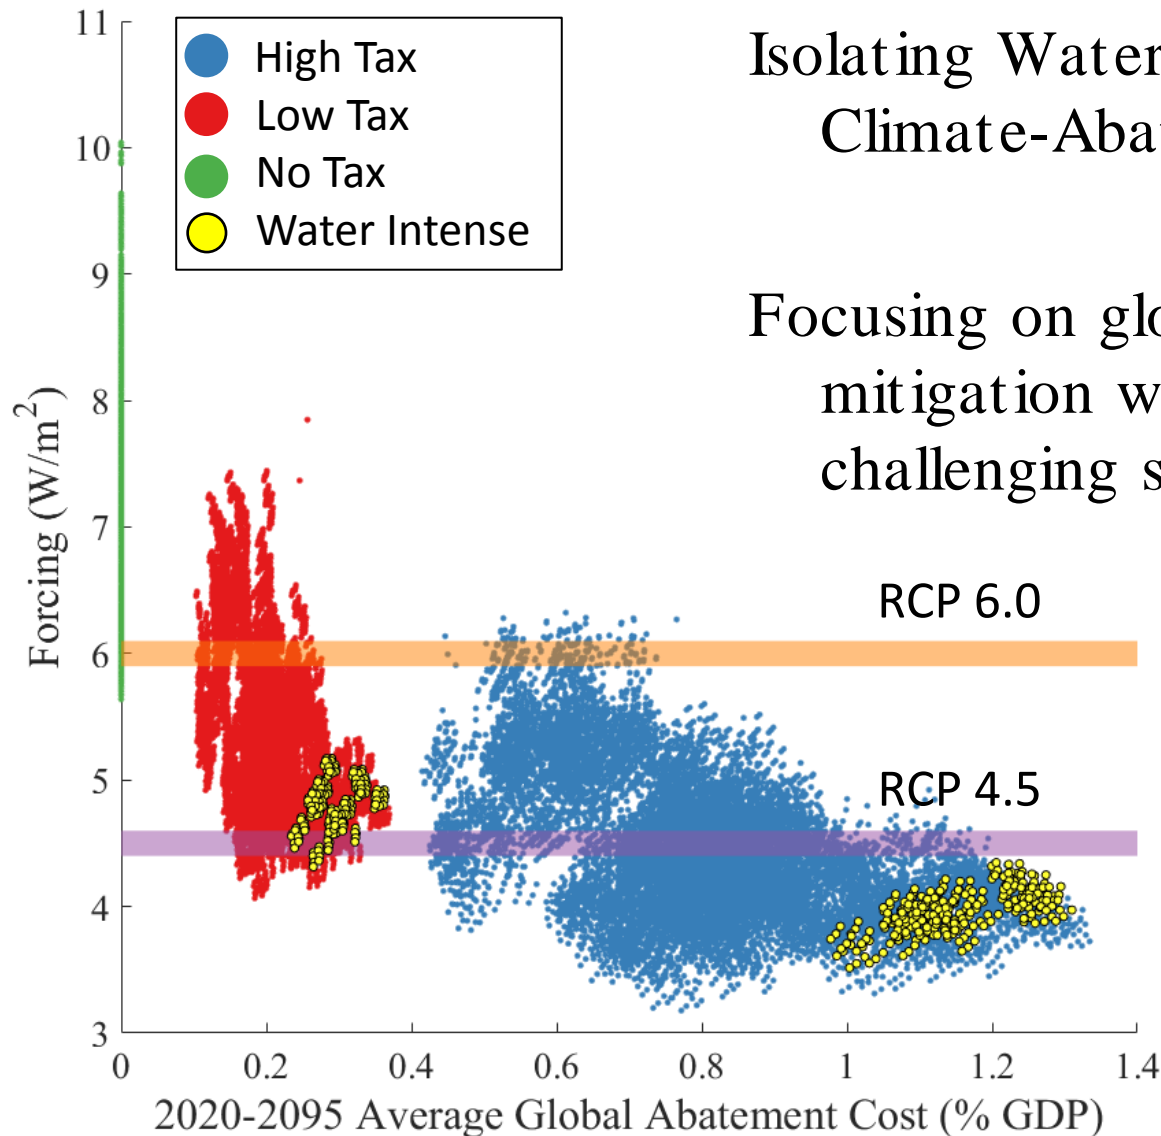 11
10
9
8
7
6
5
4
3
Forcing (W/m²)
High Tax
Low Tax
No Tax
Water Intense
Isolating Water
Climate-Aba
Focusing on glo
mitigation w
challenging s
RCP 6.0
RCP 4.5
0 0.2 0.4 0.6 0.8 1 1.2 1.4
2020-2095 Average Global Abatement Cost (% GDP)